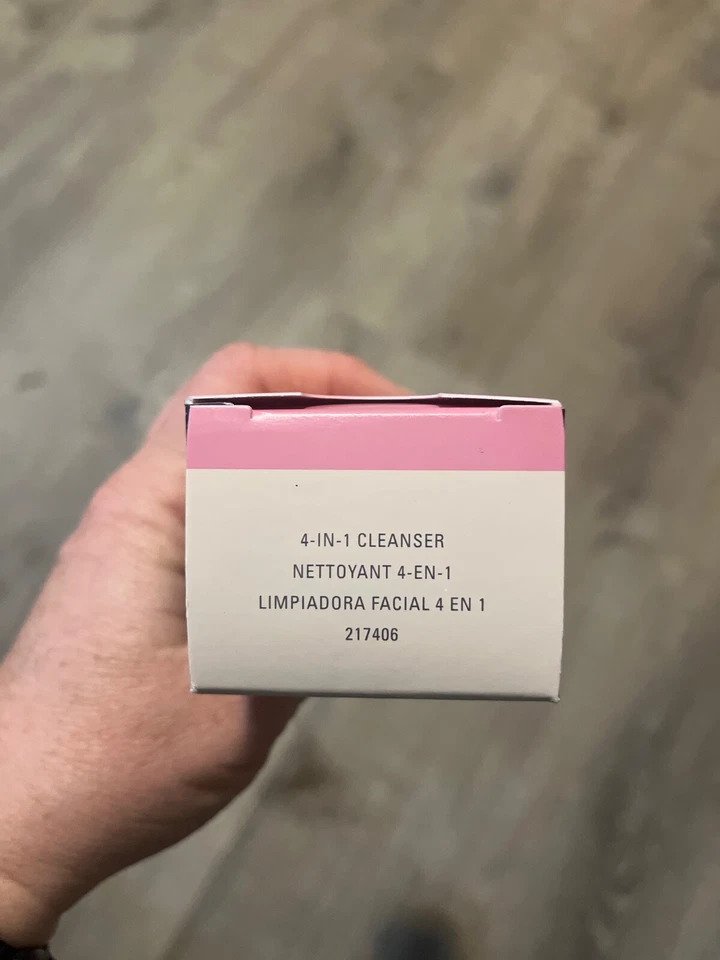 4-IN-1 CLEANSER
NETTOYANT 4-EN-1
LIMPIADORA FACIAL 4 EN 1
217406